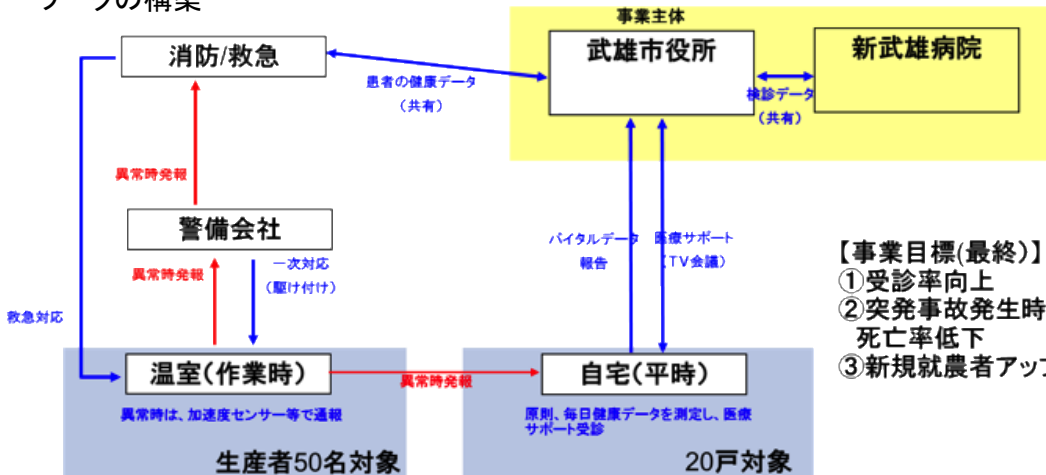 データの構築
事業主体
消防/救急
武雄市役所
新武雄病院
患者の健康データ
(共有)
検診データ
(共有)
異常時発報
警備会社
異常時発報
一次対応
(駆け付け)
バイタルデータ
報告
医療サポート
(TV会議)
【事業目標(最終)】
①受診率向上
②突発事故発生時
死亡率低下
③新規就農者アップ
救急対応
温室(作業時)
異常時発報
自宅(平時)
異常時は、加速度センサー等で通報
原則、毎日健康データを測定し、医療
サポート受診
生産者50名対象
20戸対象